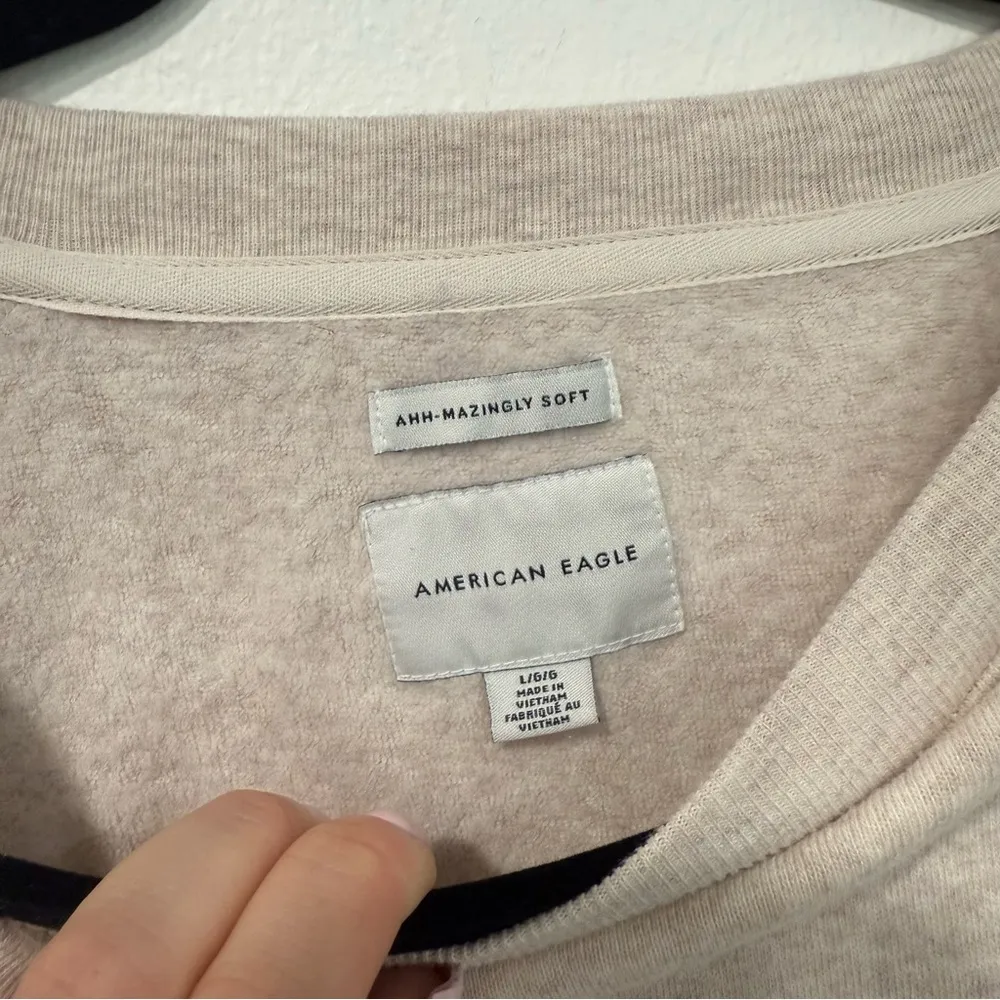 AHH-MAZINGLY SOFT
AMERICAN EAGLE
L/G/G
MADE IN
VIETNAM
FABRIQUÉ AU
VIETNAM